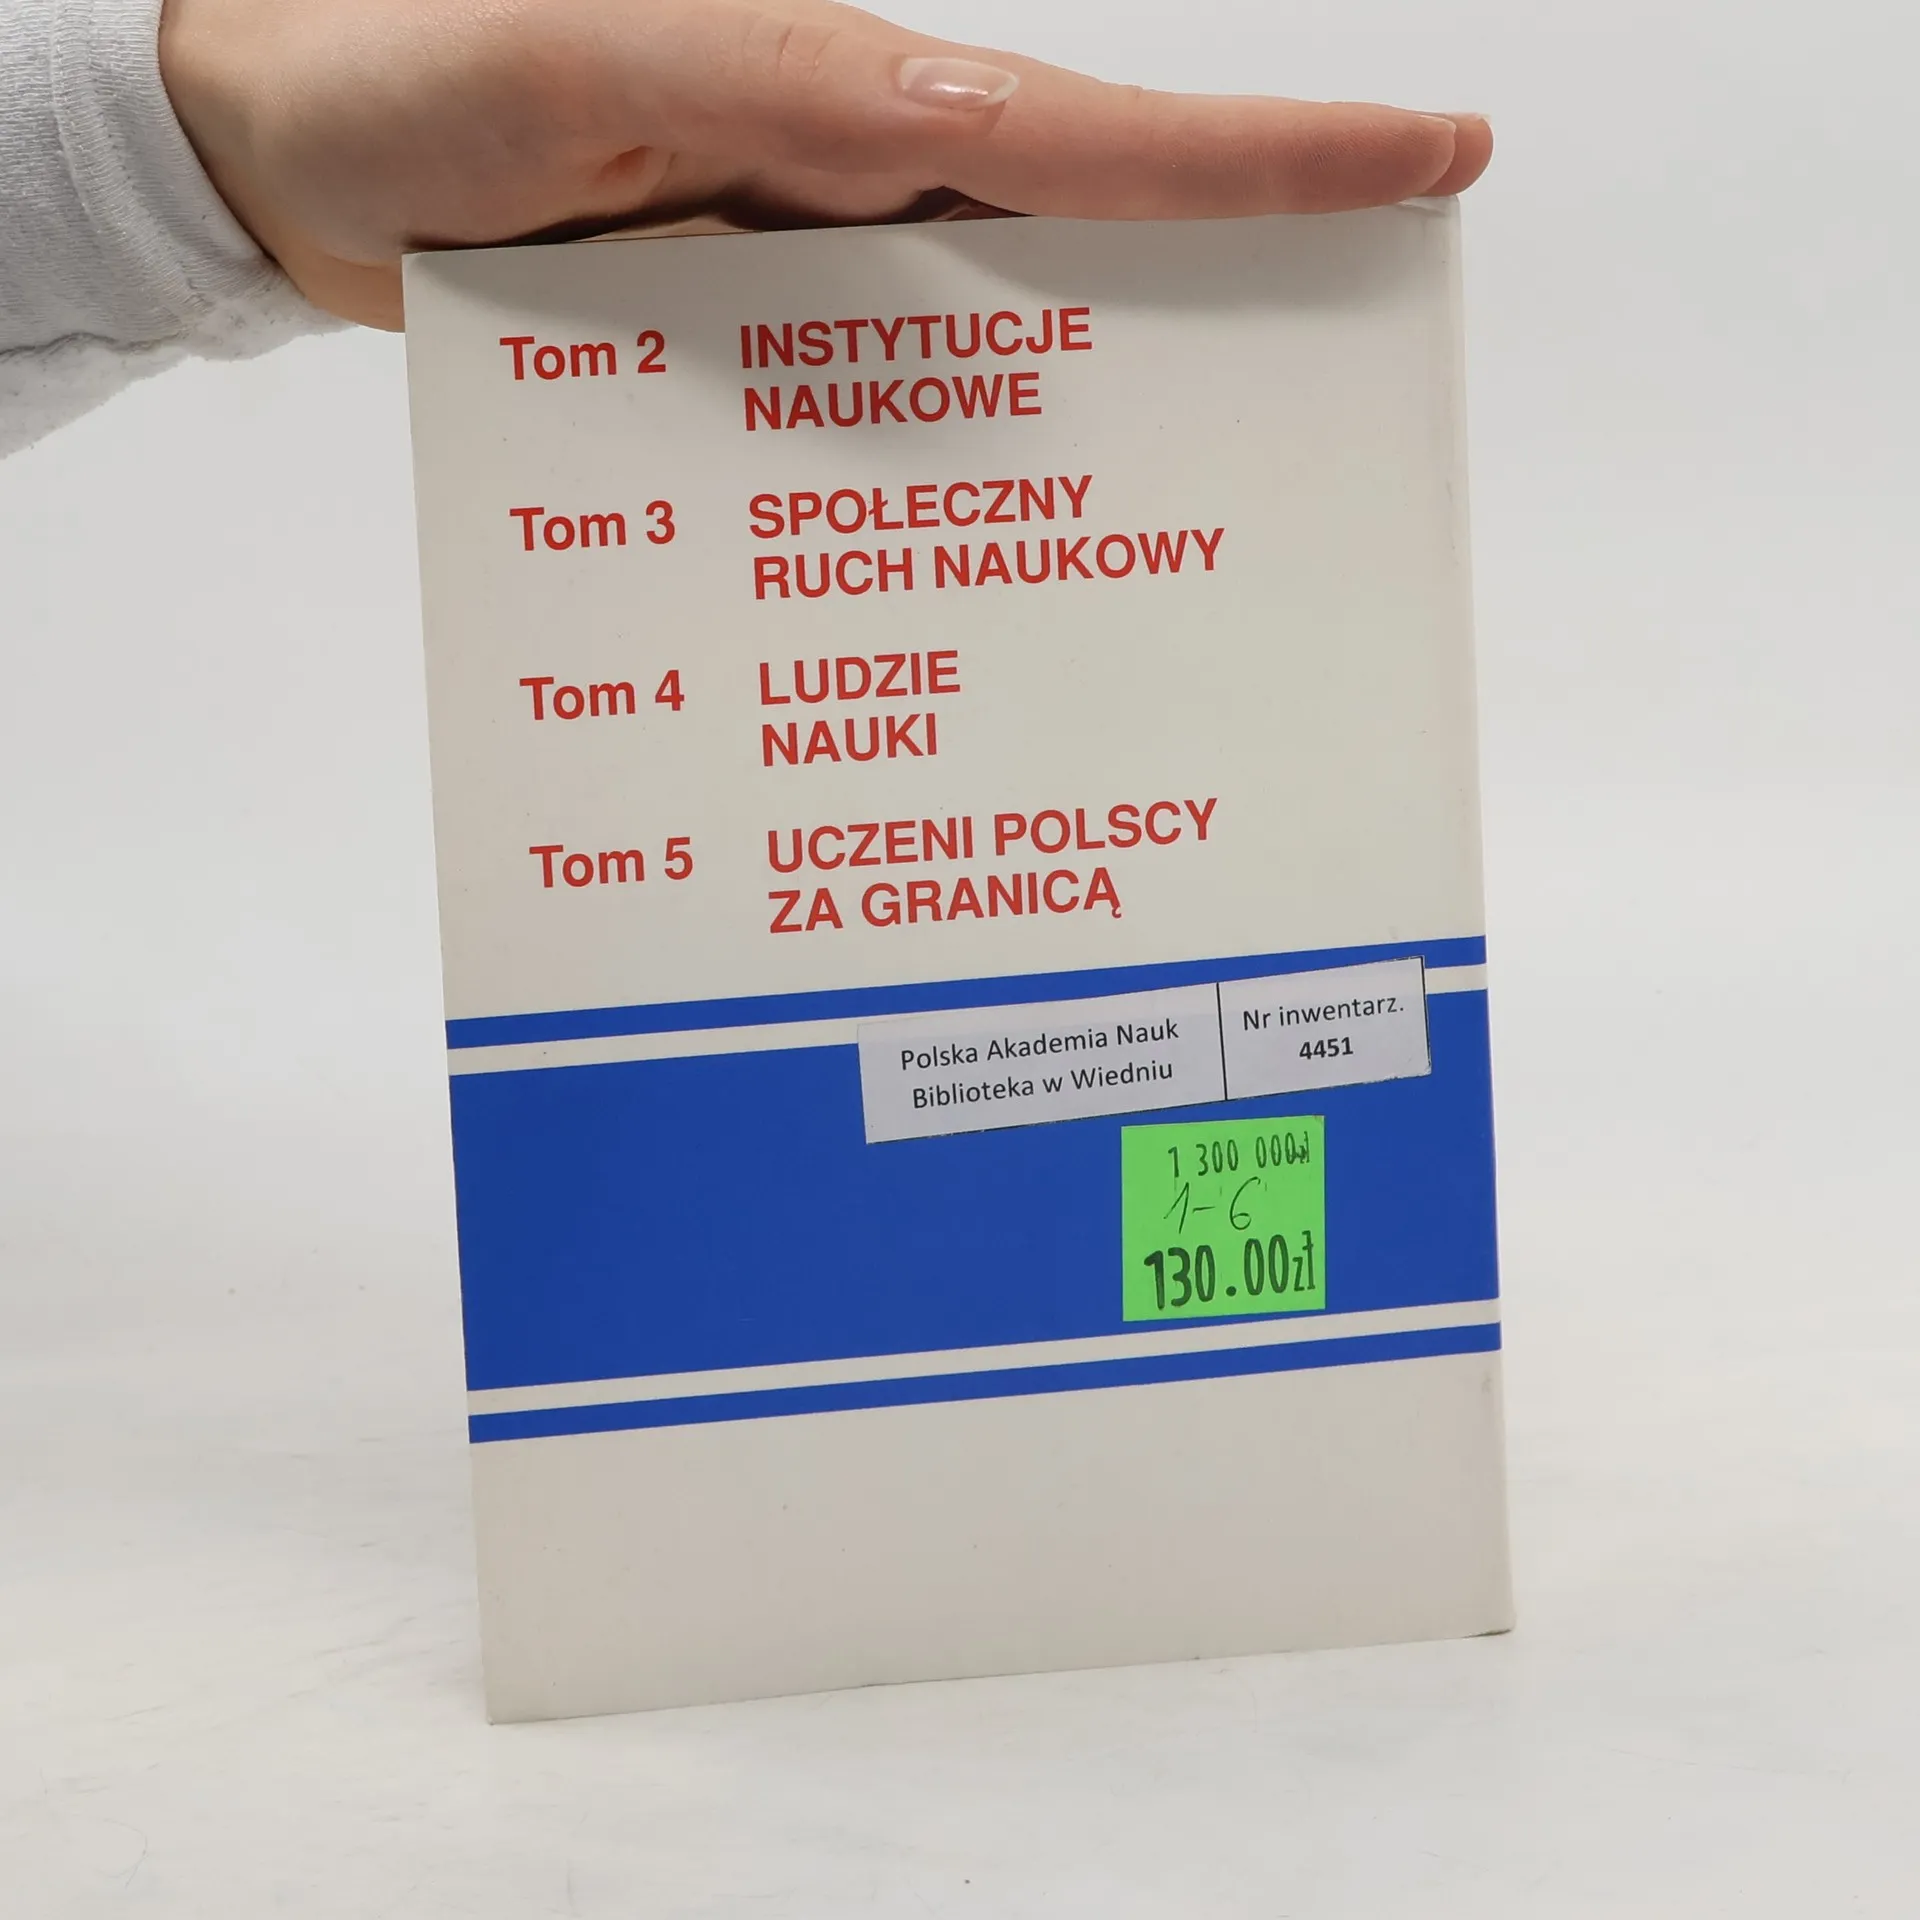 Tom 2 INSTYTUCJE
NAUKOWE
Tom 3 SPOŁECZNY
RUCH NAUKOWY
Tom 4 LUDZIE
NAUKI
Tom 5 UCZENI POLSCY
ZA GRANICĄ
Polska Akademia Nauk
Biblioteka w Wiedniu
Nr inwentarz.
4451
1 300 000zł
1-6
130.00zł